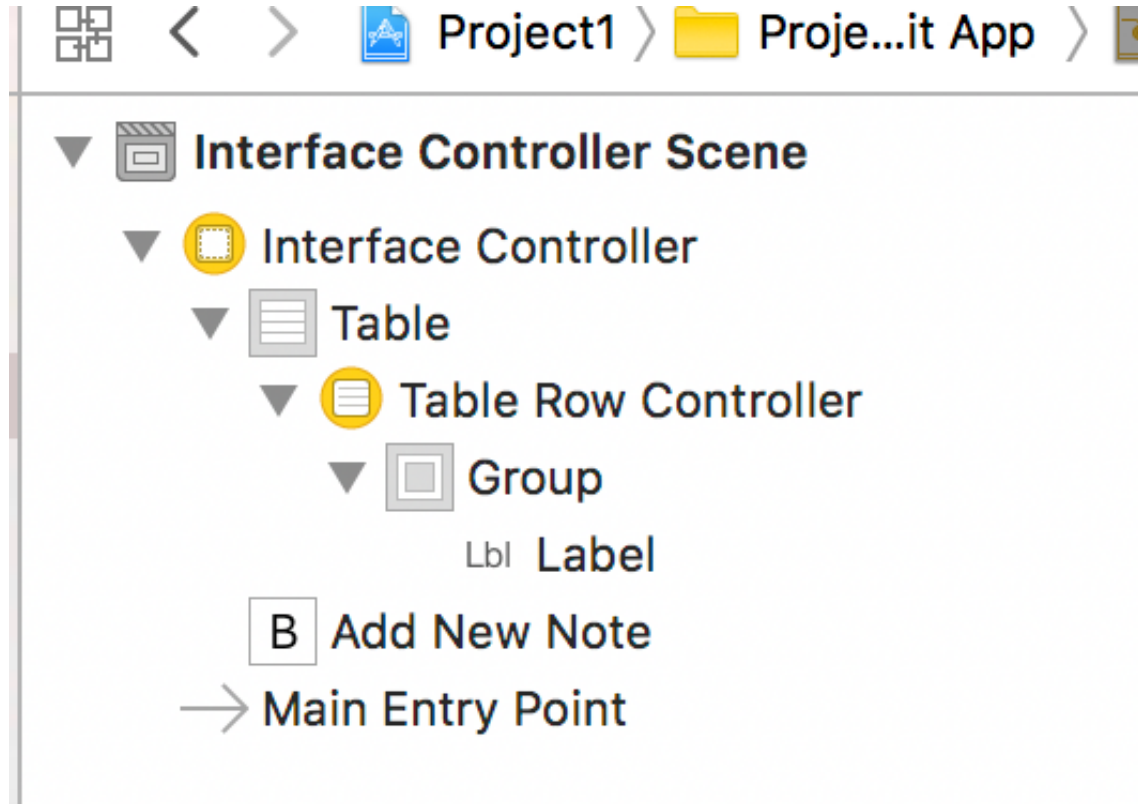 Project1 Proje...it App
Interface Controller Scene
Interface Controller
Table
Table Row Controller
Group
Lbl Label
B Add New Note
Main Entry Point